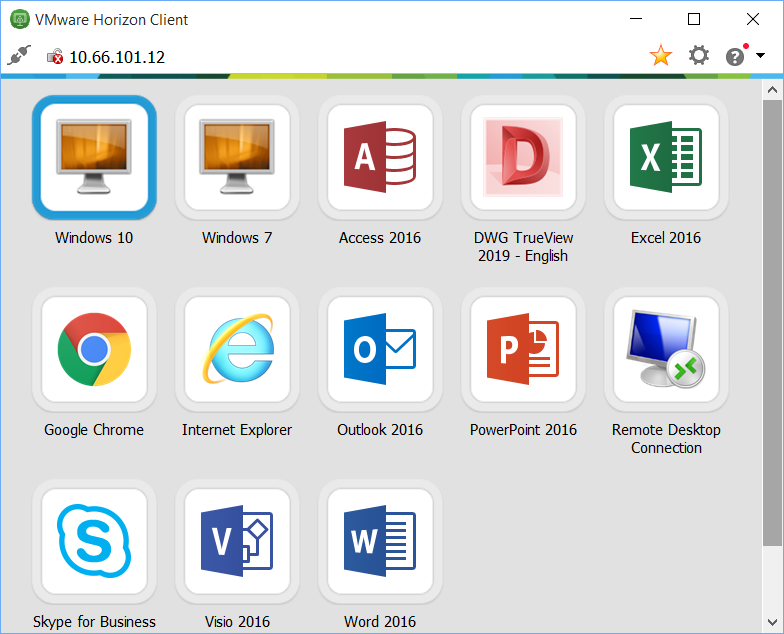 VMware Horizon Client
10.66.101.12
?
Windows 10
Windows 7
A
Access 2016
D
DWG TrueView
2019 - English
X
Excel 2016
Google Chrome
Internet Explorer
O
Outlook 2016
P
PowerPoint 2016
Remote Desktop
Connection
S
Skype for Business
V
Visio 2016
W
Word 2016